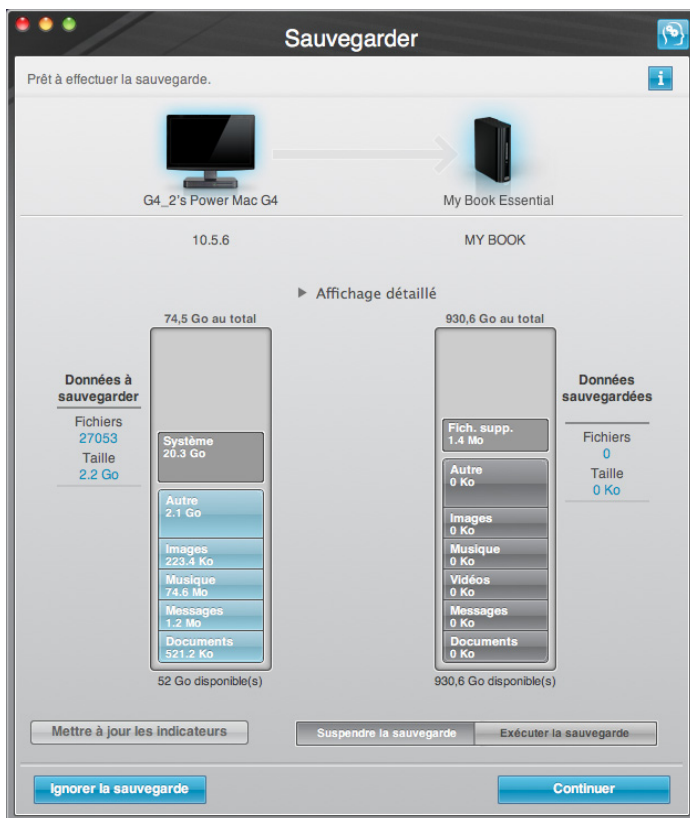 Sauvegarder
Prêt à effectuer la sauvegarde.
i
G4_2's Power Mac G4
My Book Essential
10.5.6
MY BOOK
Affichage détaillé
74,5 Go au total
930,6 Go au total
Données à
sauvegarder
Fichiers
27053
Taille
2.2 Go
Système
20.3 Go
Autre
2.1 Go
Images
223.4 Ko
Musique
74.6 Mo
Messages
1.2 Mo
Documents
521.2 Ko
52 Go disponible(s)
Fich. supp.
1.4 Mo
Autre
0 Ko
Images
0 Ko
Musique
0 Ko
Vidéos
0 Ko
Messages
0 Ko
Documents
0 Ko
930,6 Go disponible(s)
Données
sauvegardées
Fichiers
0
Taille
0 Ko
Mettre à jour les indicateurs
Suspendre la sauvegarde
Exécuter la sauvegarde
Ignorer la sauvegarde
Continuer